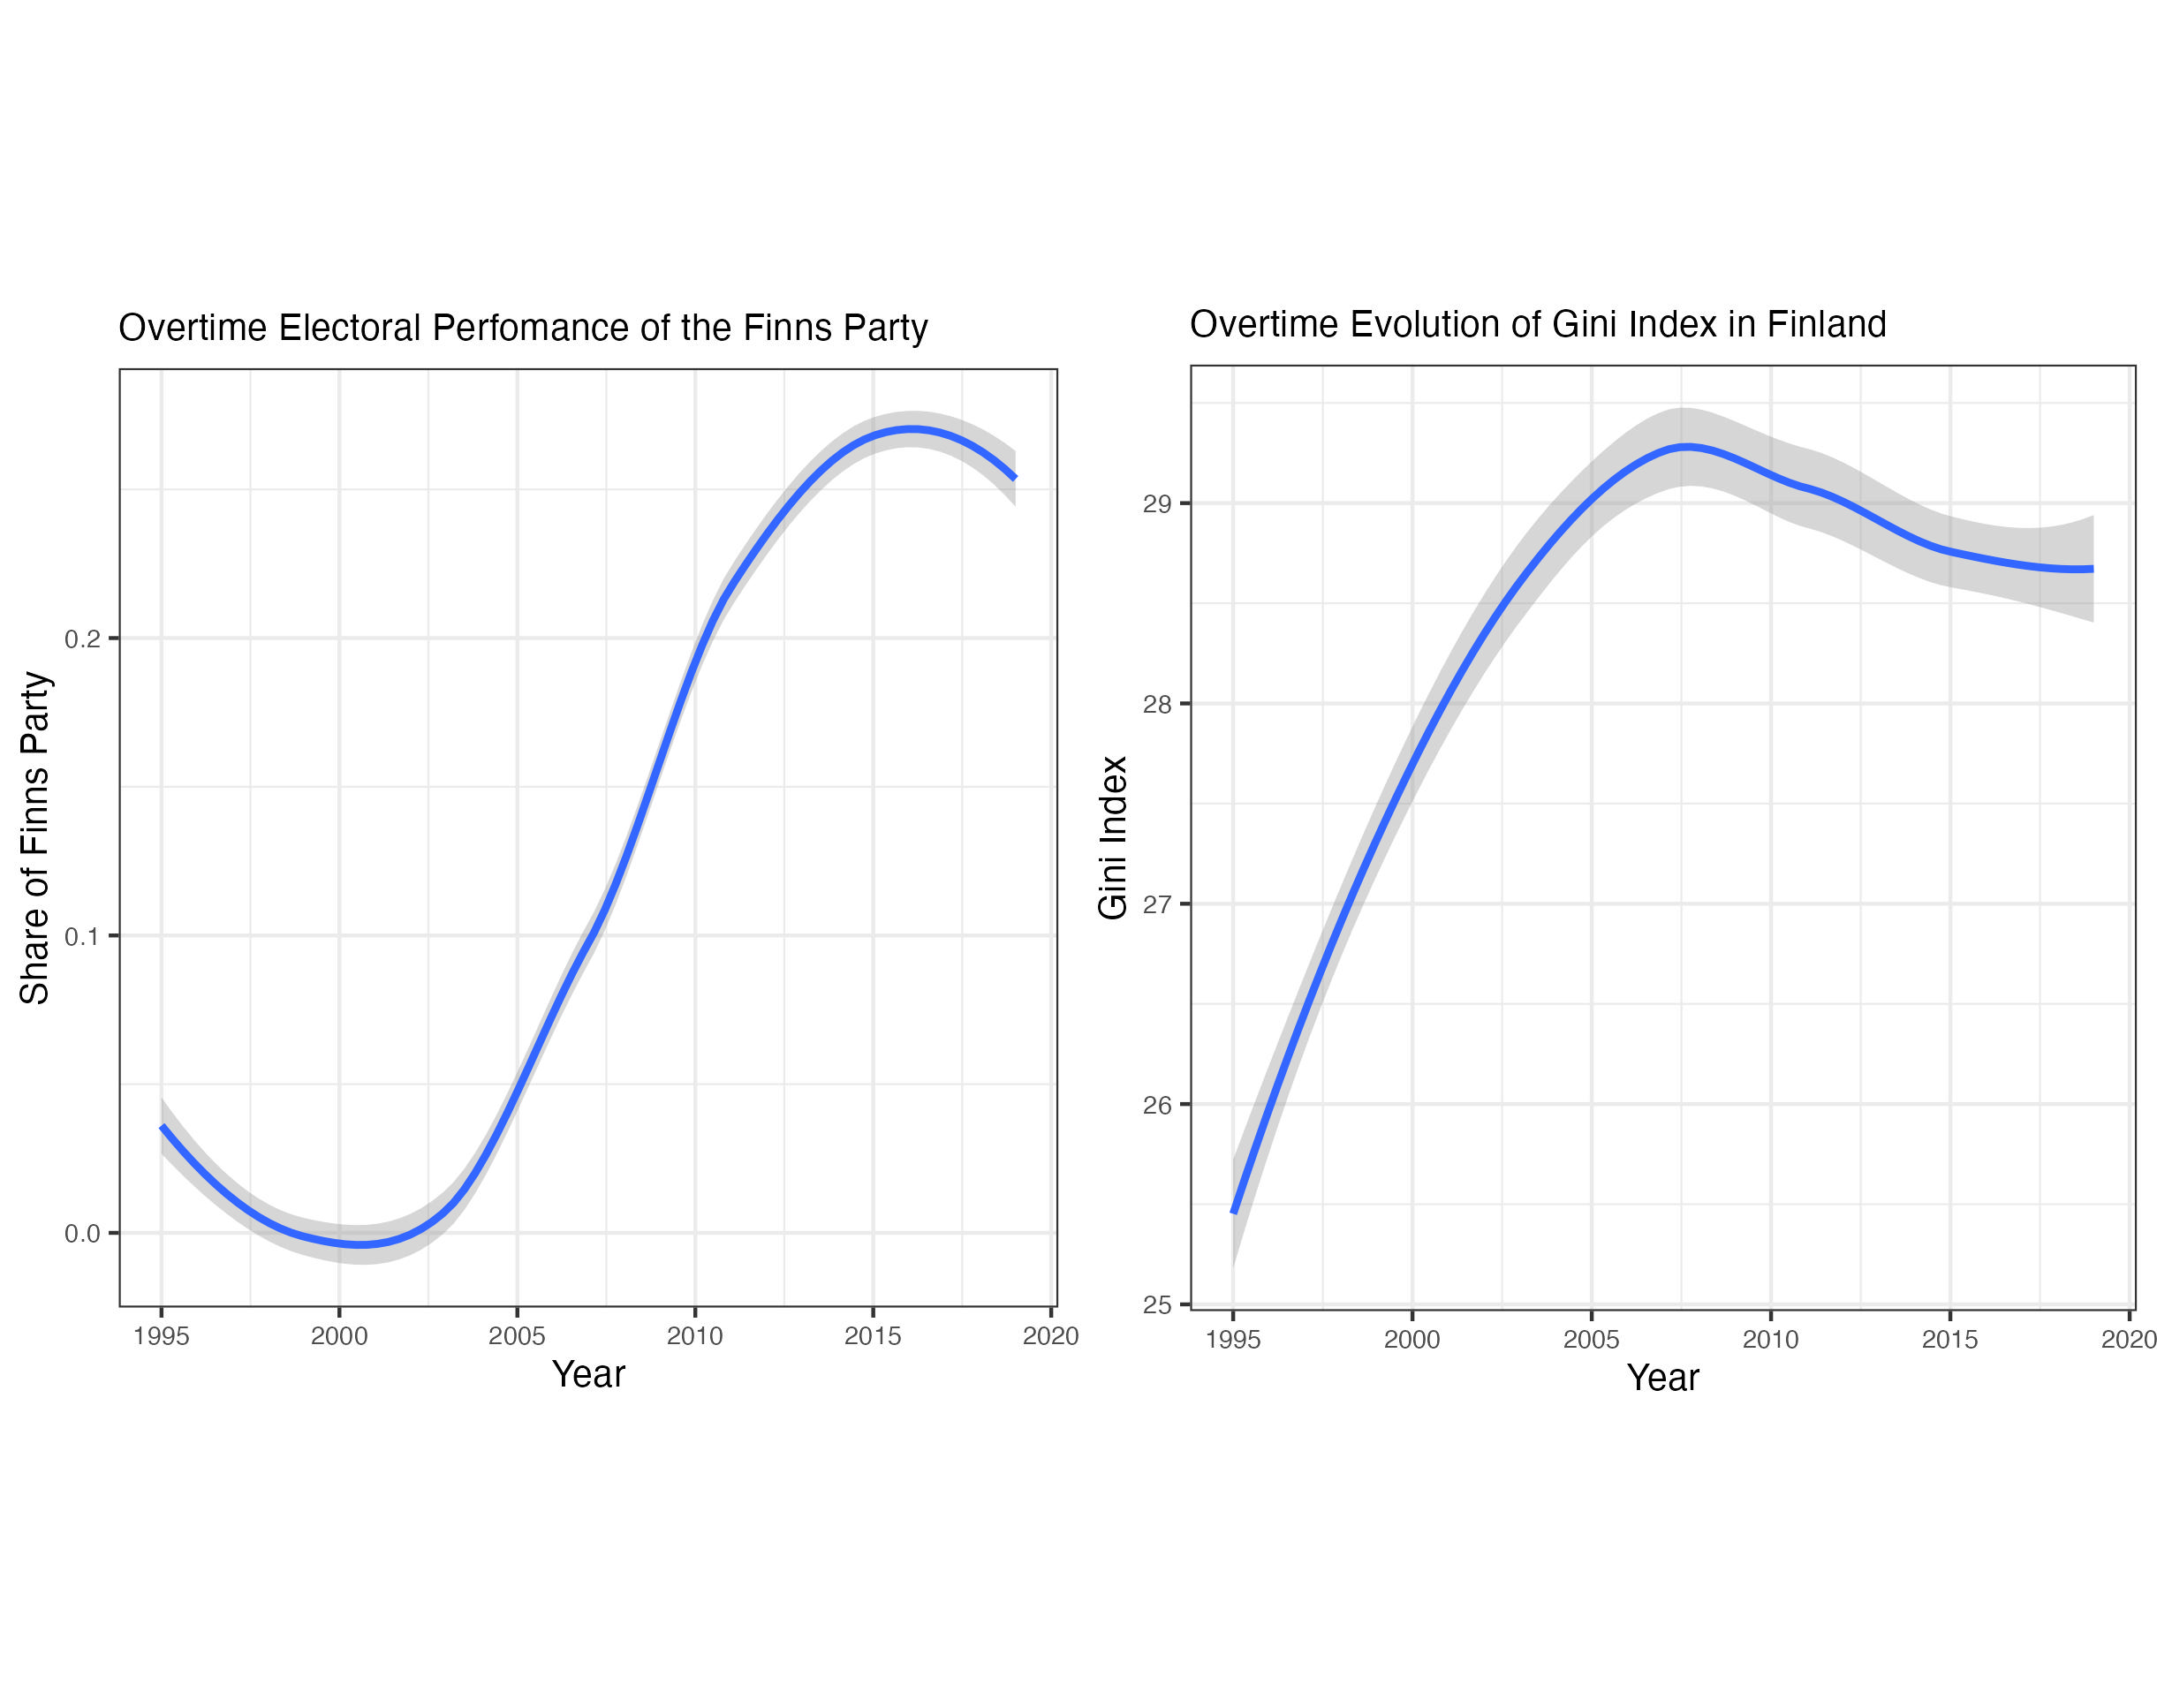 Overtime Electoral Perfomance of the Finns Party
Share of Finns Party
0.2
0.1
0.0
1995 2000 2005 2010 2015 2020
Year
Overtime Evolution of Gini Index in Finland
Gini Index
29
28
27
26
25
1995 2000 2005 2010 2015 2020
Year